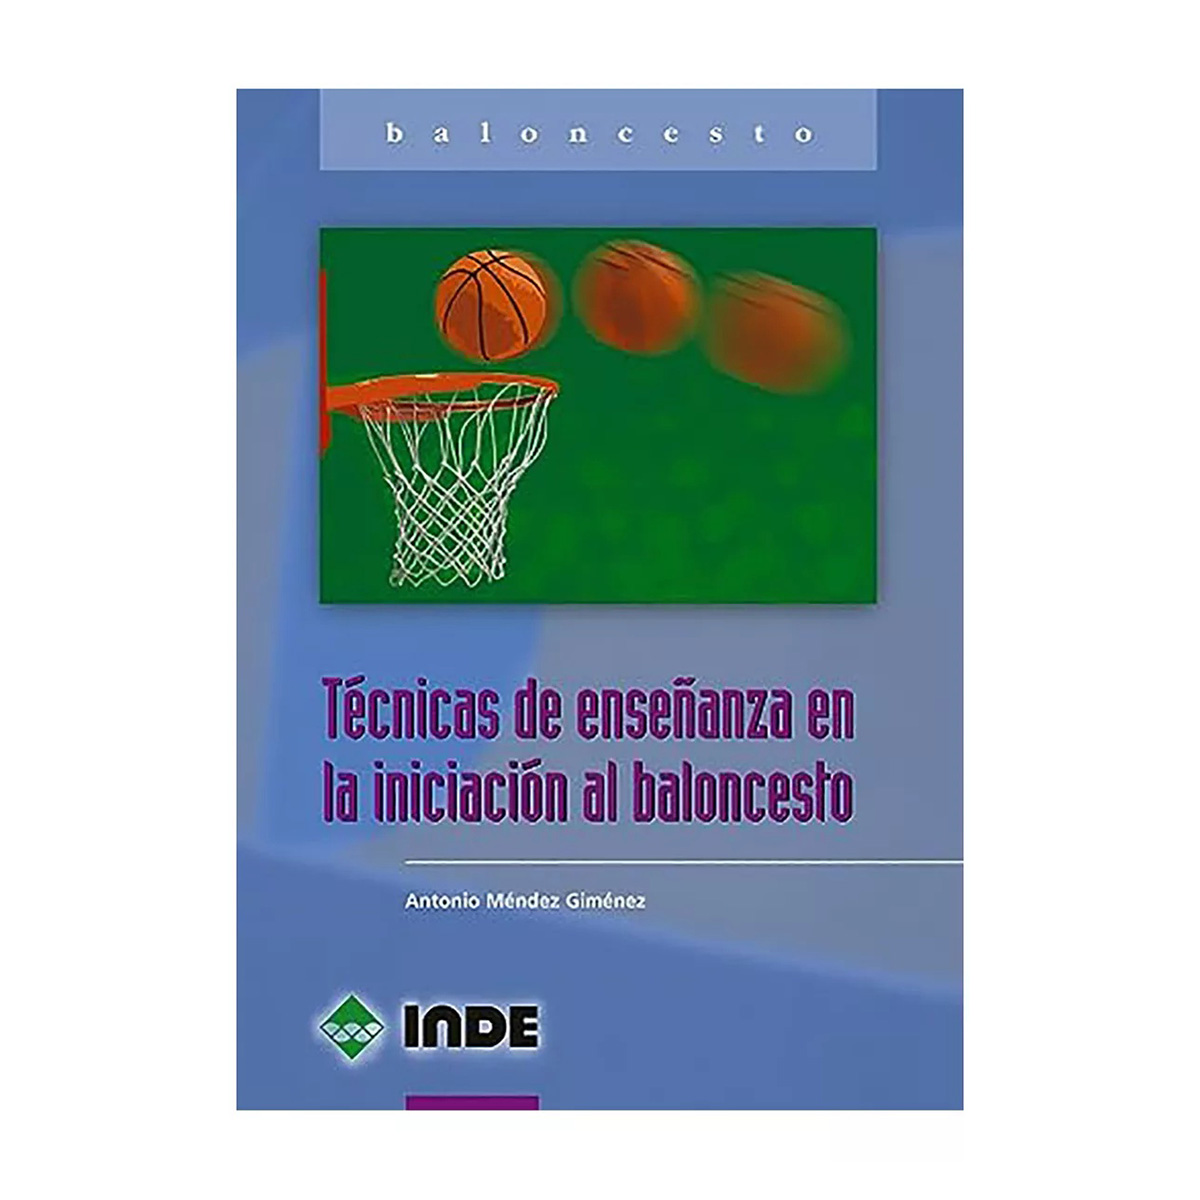 baloncesto
Técnicas de enseñanza en
la iniciación al baloncesto
Antonio Méndez Giménez
INDE